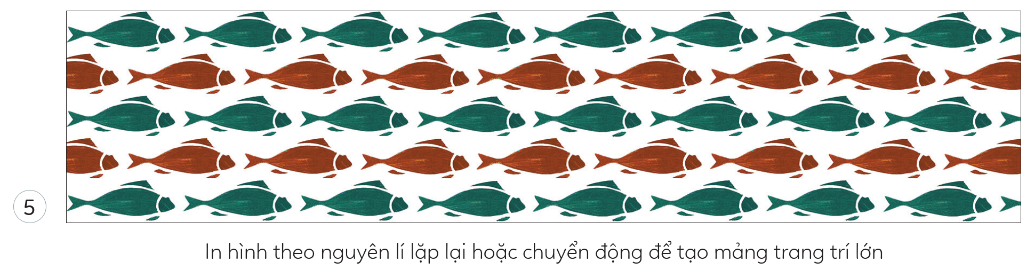 5
In hình theo nguyên lí lặp lại hoặc chuyển động để tạo mảng trang trí lớn